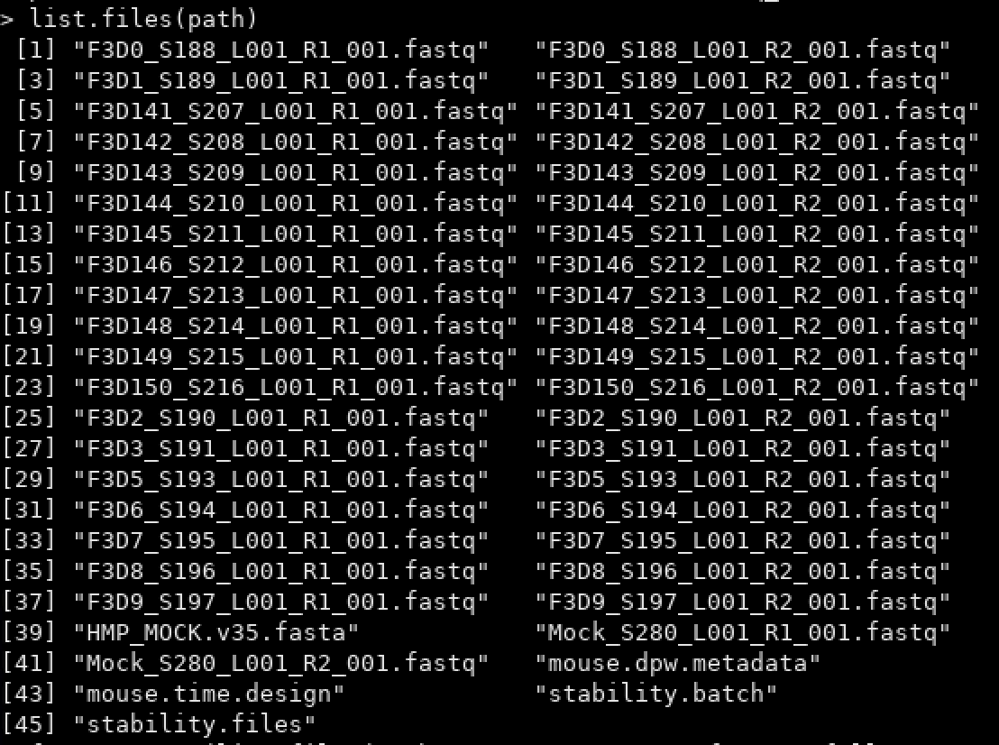 > list.files(path)
 [1] "F3D0_S188_L001_R1_001.fastq"   "F3D0_S188_L001_R2_001.fastq"
 [3] "F3D1_S189_L001_R1_001.fastq"   "F3D1_S189_L001_R2_001.fastq"
 [5] "F3D141_S207_L001_R1_001.fastq" "F3D141_S207_L001_R2_001.fastq"
 [7] "F3D142_S208_L001_R1_001.fastq" "F3D142_S208_L001_R2_001.fastq"
 [9] "F3D143_S209_L001_R1_001.fastq" "F3D143_S209_L001_R2_001.fastq"
[11] "F3D144_S210_L001_R1_001.fastq" "F3D144_S210_L001_R2_001.fastq"
[13] "F3D145_S211_L001_R1_001.fastq" "F3D145_S211_L001_R2_001.fastq"
[15] "F3D146_S212_L001_R1_001.fastq" "F3D146_S212_L001_R2_001.fastq"
[17] "F3D147_S213_L001_R1_001.fastq" "F3D147_S213_L001_R2_001.fastq"
[19] "F3D148_S214_L001_R1_001.fastq" "F3D148_S214_L001_R2_001.fastq"
[21] "F3D149_S215_L001_R1_001.fastq" "F3D149_S215_L001_R2_001.fastq"
[23] "F3D150_S216_L001_R1_001.fastq" "F3D150_S216_L001_R2_001.fastq"
[25] "F3D2_S190_L001_R1_001.fastq"   "F3D2_S190_L001_R2_001.fastq"
[27] "F3D3_S191_L001_R1_001.fastq"   "F3D3_S191_L001_R2_001.fastq"
[29] "F3D5_S193_L001_R1_001.fastq"   "F3D5_S193_L001_R2_001.fastq"
[31] "F3D6_S194_L001_R1_001.fastq"   "F3D6_S194_L001_R2_001.fastq"
[33] "F3D7_S195_L001_R1_001.fastq"   "F3D7_S195_L001_R2_001.fastq"
[35] "F3D8_S196_L001_R1_001.fastq"   "F3D8_S196_L001_R2_001.fastq"
[37] "F3D9_S197_L001_R1_001.fastq"   "F3D9_S197_L001_R2_001.fastq"
[39] "HMP_MOCK.v35.fasta"            "Mock_S280_L001_R1_001.fastq"
[41] "Mock_S280_L001_R2_001.fastq"   "mouse.dpw.metadata"
[43] "mouse.time.design"             "stability.batch"
[45] "stability.files"